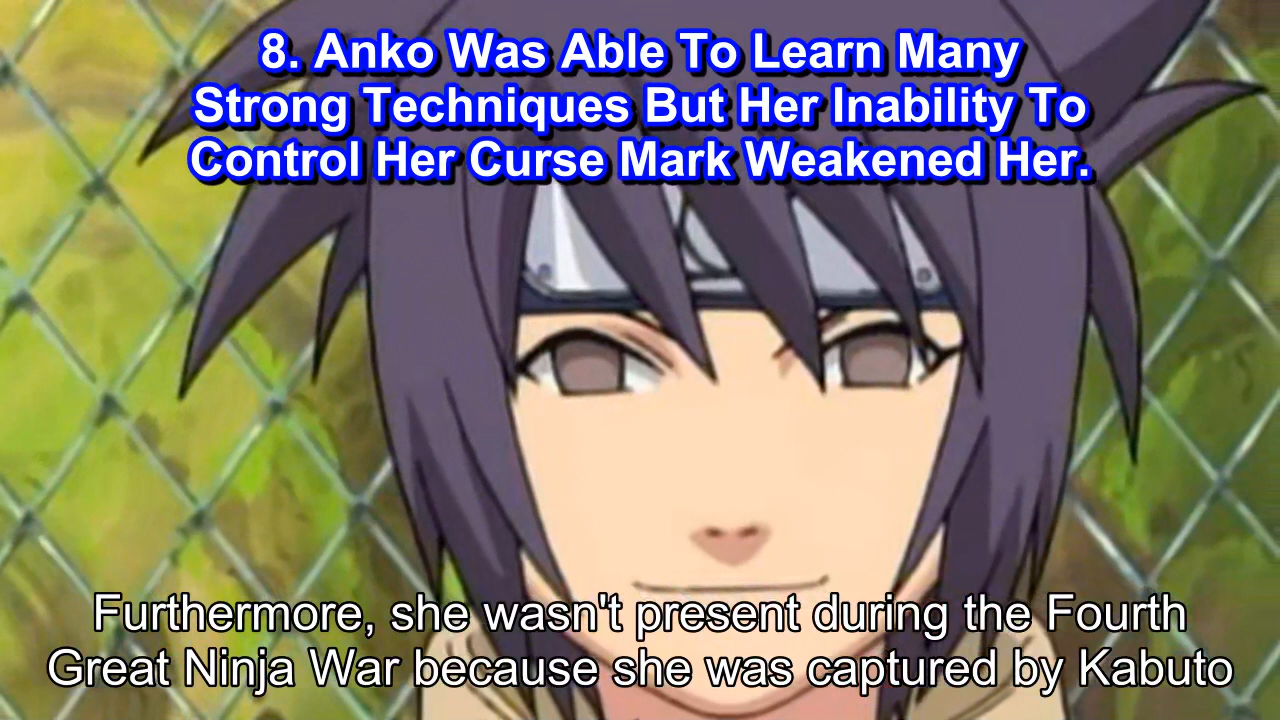 8. Anko Was Able To Learn Many
Strong Techniques But Her Inability To
Control Her Curse Mark Weakened Her.
Furthermore, she wasn't present during the Fourth
Great Ninja War because she was captured by Kabuto